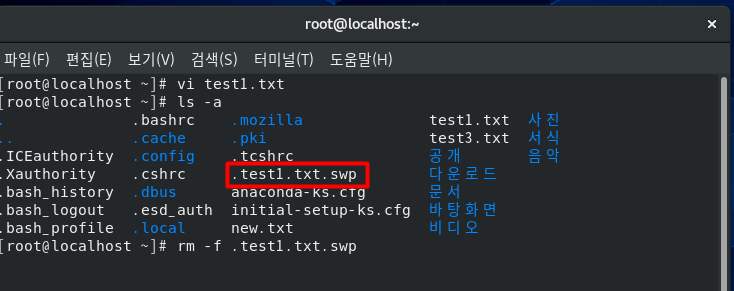 root@localhost:~
파일(F) 편집(E) 보기(V) 검색(S) 터미널(T) 도움말(H)
[root@localhost ~]# vi test1.txt
[root@localhost ~]# ls -a
. .bashrc .mozilla test1.txt 사진
.. .cache .pki test3.txt 서식
.ICEauthority .config .tcshrc 공개 음악
.Xauthority .cshrc .test1.txt.swp 다운로드
.bash_history .dbus anaconda-ks.cfg 문서
.bash_logout .esd_auth initial-setup-ks.cfg 바탕화면
.bash_profile .local new.txt 비디오
[root@localhost ~]# rm -f .test1.txt.swp